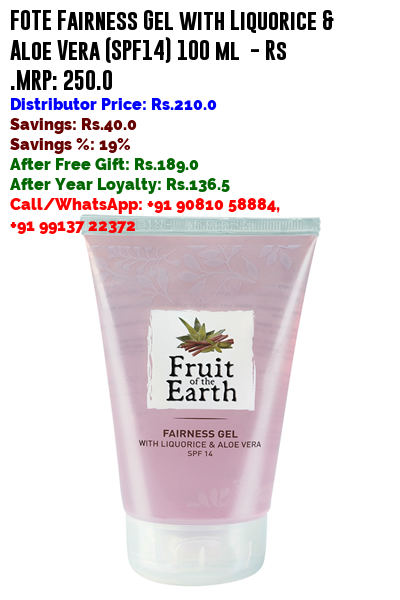 FOTE Fairness Gel with Liquorice &
Aloe Vera (SPF14) 100 ml - Rs
.MRP: 250.0
Distributor Price: Rs.210.0
Savings: Rs.40.0
Savings %: 19%
After Free Gift: Rs.189.0
After Year Loyalty: Rs.136.5
Call/WhatsApp: +91 90810 58884,
+91 99137 22372
Fruit
of the
Earth
FAIRNESS GEL
WITH LIQUORICE & ALOE VERA
SPF 14